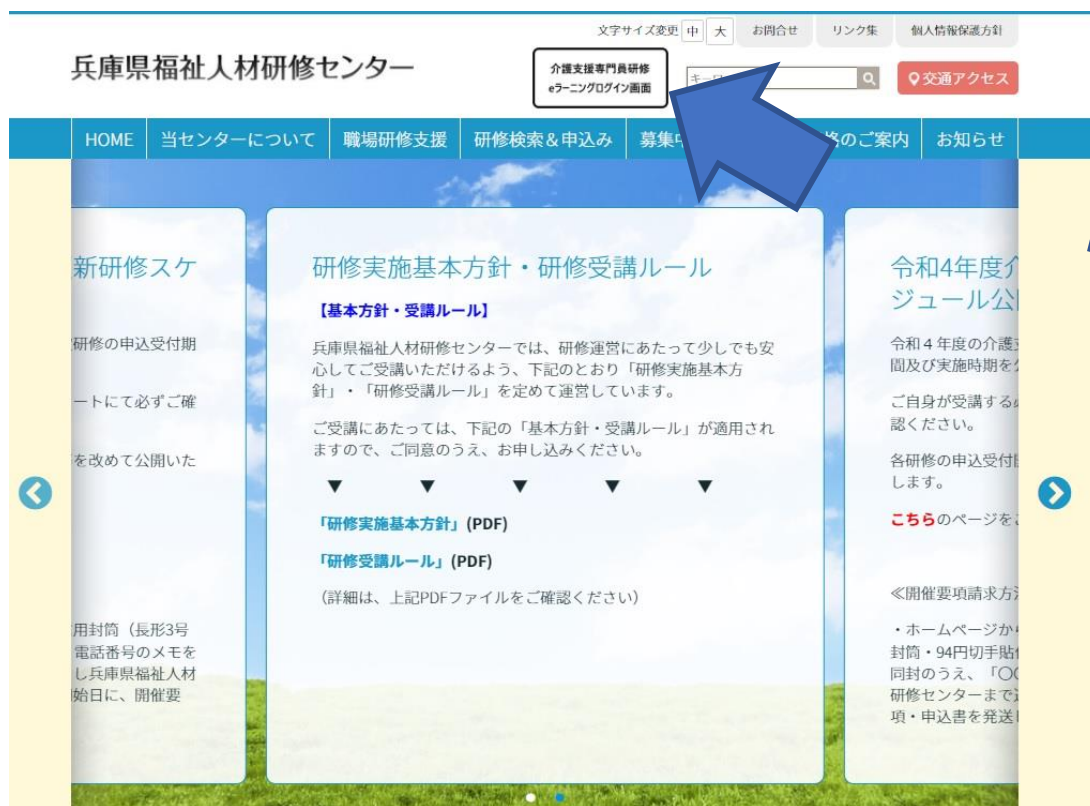 文字サイズ変更 中 大 お問合せ リンク集 個人情報保護方針
兵庫県福祉人材研修センター
介護支援専門員研修
eラーニングログイン画面
交通アクセス
HOME 当センターについて 職場研修支援 研修検索&申込み 募集 のご案内 お知らせ
新研修スケ
研修の申込受付期
ートにて必ずご確
を改めて公開いた
用封筒(長形3号
電話番号のメモを
し兵庫県福祉人材
始日に、開催要
研修実施基本方針・研修受講ルール
【基本方針・受講ルール】
兵庫県福祉人材研修センターでは、研修運営にあたって少しでも安
心してご受講いただけるよう、下記のとおり「研修実施基本方
針」・「研修受講ルール」を定めて運営しています。
ご受講にあたっては、下記の「基本方針・受講ルール」が適用され
ますので、ご同意のうえ、お申し込みください。
▼ ▼ ▼ ▼ ▼
「研修実施基本方針」(PDF)
「研修受講ルール」(PDF)
(詳細は、上記PDFファイルをご確認ください)
令和4年度介
ジュール公
令和4年度の介護支
間及び実施時期を
ご自身が受講する
認ください。
各研修の申込受付
します。
こちらのページを
≪開催要項請求方
・ホームページか
封筒・94円切手貼
同封のうえ、「〇
研修センターまで
項・申込書を発送